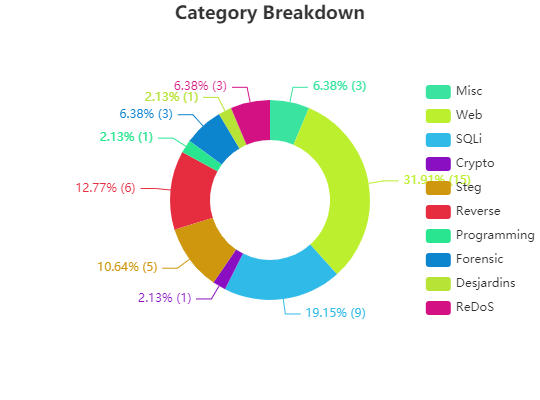 Category Breakdown
6.38% (3)
6.38% (3)
2.13% (1)
6.38% (3)
2.13% (1)
12.77% (6)
10.64% (5)
2.13% (1)
19.15% (9)
31.91% (15)
Misc
Web
SQLi
Crypto
Steg
Reverse
Programming
Forensic
Desjardins
ReDoS